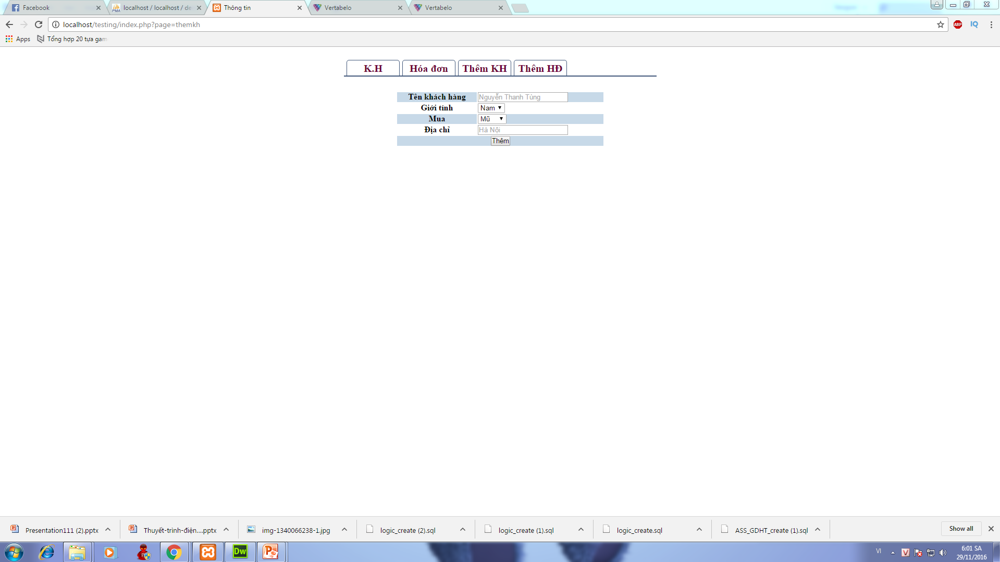 Facebook
localhost / localhost / de
Thông tin
Vertabelo
Vertabelo
localhost/testing/index.php?page=themkh
ABP
IQ
Apps
Tổng hợp 20 tựa gam
K.H
Hóa đơn
Thêm KH
Thêm HĐ
Tên khách hàng
Nguyễn Thanh Tùng
Giới tính
Nam
Mua
Mũ
Địa chỉ
Hà Nội
Thêm
Presentation111 (2).pptx
Thuyết-trình-điện....pptx
img-1340066238-1.jpg
logic_create (2).sql
logic_create (1).sql
logic_create.sql
ASS_GDHT_create (1).sql
Show all
Dw
VI
V
6:01 SA
29/11/2016